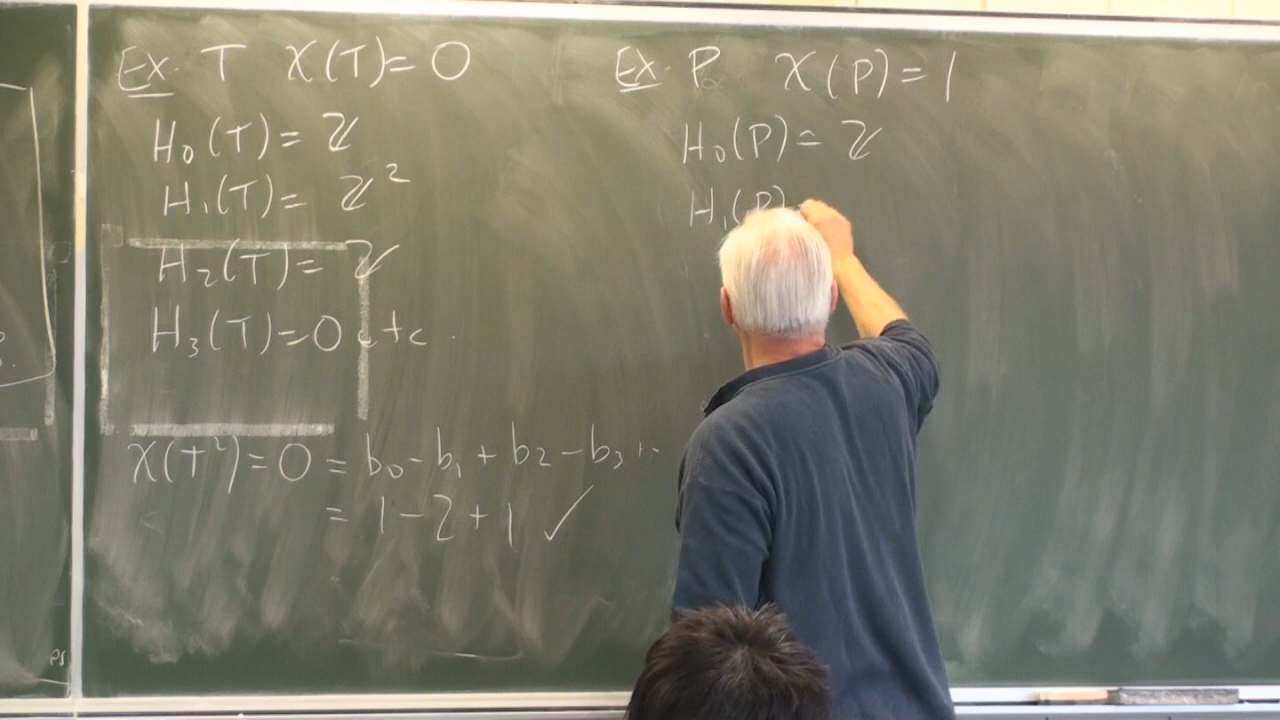 Ex. T χ(T)= 0
H₀(T)= ℤ
H₁(T)= ℤ²
H₂(T)= ℤ
H₃(T)=0 etc.
χ(T²)=0 = b₀-b₁+b₂-b₃+..
= 1-2+1 ✓
Ex. P χ(P)=1
H₀(P)= ℤ
H₁(P)